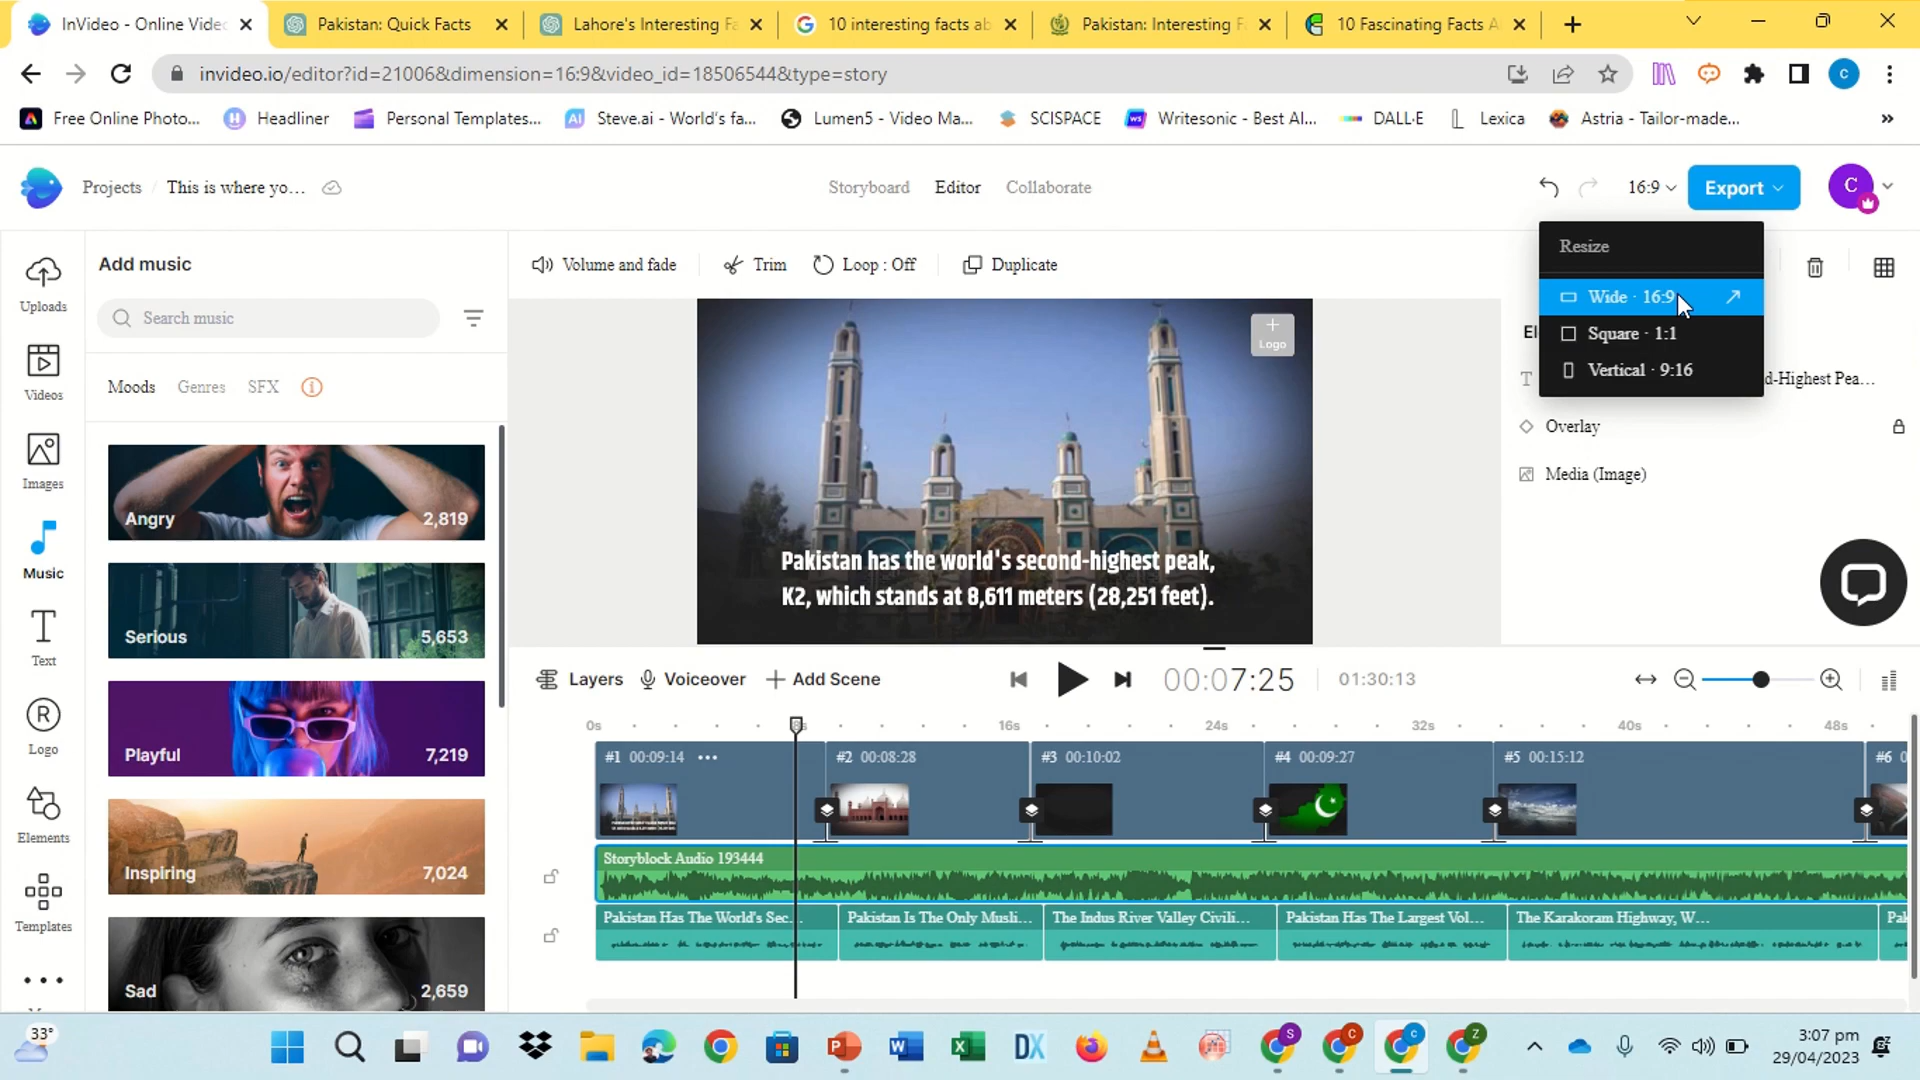 InVideo - Online Videc
Pakistan: Quick Facts
Lahore's Interesting Fa
10 interesting facts ab
Pakistan: Interesting F
10 Fascinating Facts A
invideo.io/editor?id=21006&dimension=16:9&video_id=18506544&type=story
C
Free Online Photo...
Headliner
Personal Templates...
AI
Steve.ai - World's fa...
Lumen5 - Video Ma...
SCISPACE
Writesonic - Best AI...
DALL·E
Lexica
Astria - Tailor-made...
»
Projects / This is where yo...
Storyboard
Editor
Collaborate
16:9
Export
C
Resize
Wide · 16:9
Square · 1:1
Vertical · 9:16
Uploads
Videos
Images
Music
Text
Logo
Elements
Templates
Add music
Search music
Moods
Genres
SFX
Angry 2,819
Serious 5,653
Playful 7,219
Inspiring 7,024
Sad 2,659
Volume and fade
Trim
Loop : Off
Duplicate
+ Logo
Pakistan has the world's second-highest peak,
K2, which stands at 8,611 meters (28,251 feet).
El
T
d-Highest Pea...
Overlay
Media (Image)
Layers
Voiceover
Add Scene
00:07:25
01:30:13
0s 8s 16s 24s 32s 40s 48s
#1 00:09:14
#2 00:08:28
#3 00:10:02
#4 00:09:27
#5 00:15:12
#6 0
Storyblock Audio 193444
Pakistan Has The World's Sec...
Pakistan Is The Only Musli...
The Indus River Valley Civili...
Pakistan Has The Largest Vol...
The Karakoram Highway, W...
Pak
33°
S
C
c
Z
3:07 pm
29/04/2023